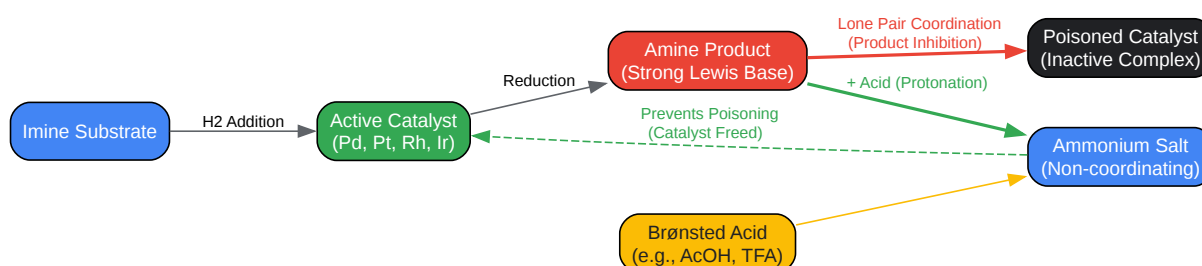 Imine Substrate
H2 Addition
Active Catalyst
(Pd, Pt, Rh, Ir)
Reduction
Amine Product
(Strong Lewis Base)
Lone Pair Coordination
(Product Inhibition)
Poisoned Catalyst
(Inactive Complex)
+ Acid (Protonation)
Prevents Poisoning
(Catalyst Freed)
Ammonium Salt
(Non-coordinating)
Brønsted Acid
(e.g., AcOH, TFA)